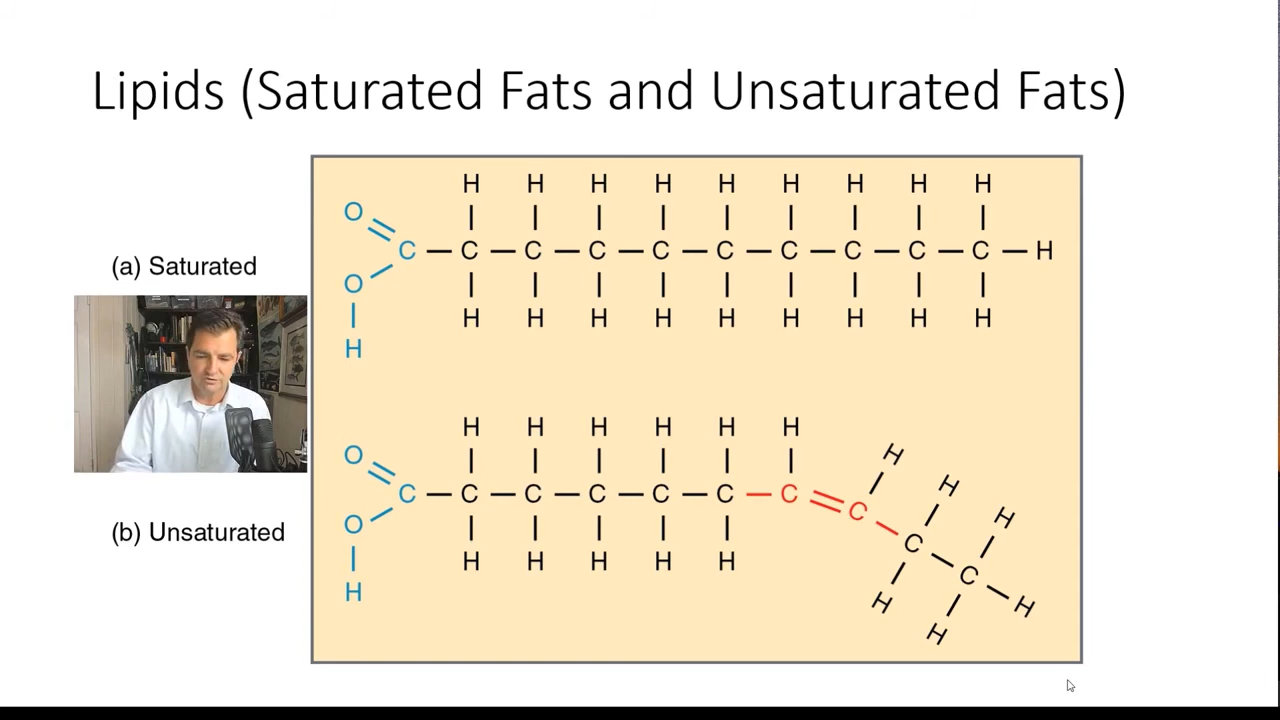 Lipids (Saturated Fats and Unsaturated Fats)
(a) Saturated
H H H H H H H H H
O
C C C C C C C C C C H
O
H H H H H H H H H
H
(b) Unsaturated
H H H H H H
O H
H
C C C C C C C C H
O C
H H H H H C
C H
H H
H